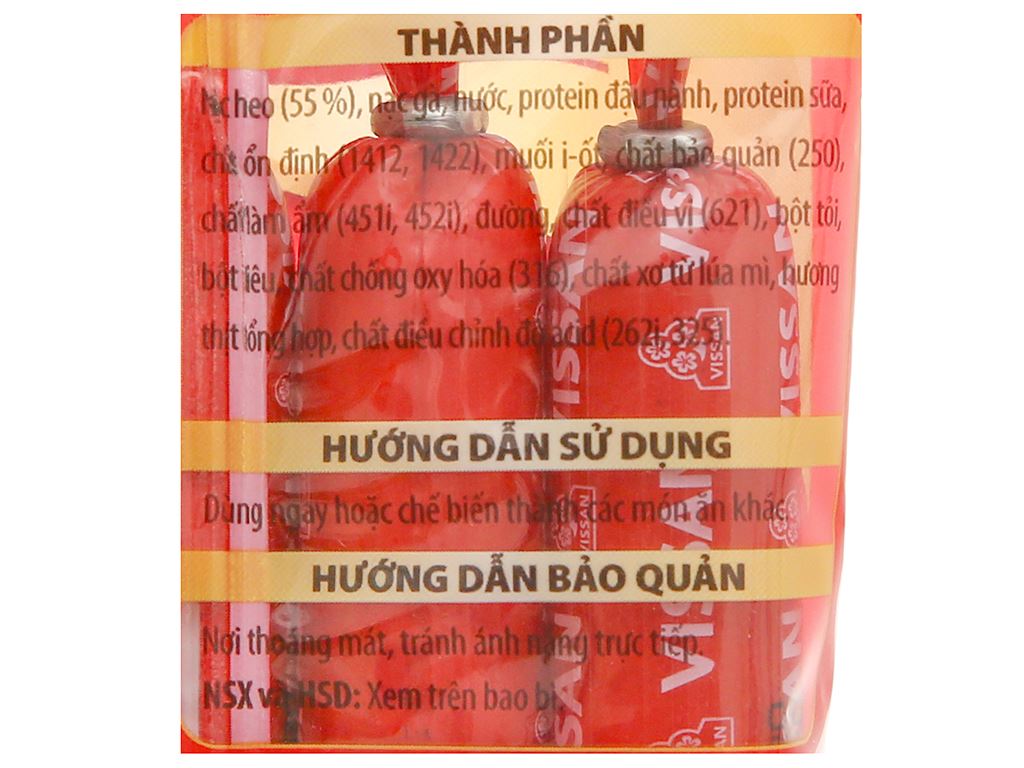 THÀNH PHẦN
heo (55 %), nạc gà, nước, protein đậu nành, protein sữa,
chất ổn định (1412, 1422), muối i-ốt, chất bảo quản (250),
chất làm ẩm (451i, 452i), đường, chất điều vị (621), bột tỏi,
bột tiêu, chất chống oxy hóa (316), chất xơ từ lúa mì, hương
thịt tổng hợp, chất điều chỉnh độ acid (262i, 325).
HƯỚNG DẪN SỬ DỤNG
Dùng ngay hoặc chế biến thành các món ăn khác.
HƯỚNG DẪN BẢO QUẢN
Nơi thoáng mát, tránh ánh nắng trực tiếp.
NSX và HSD: Xem trên bao bì.
VISSAN
VISSAN
VISSAN
VISSAN
VISSAN